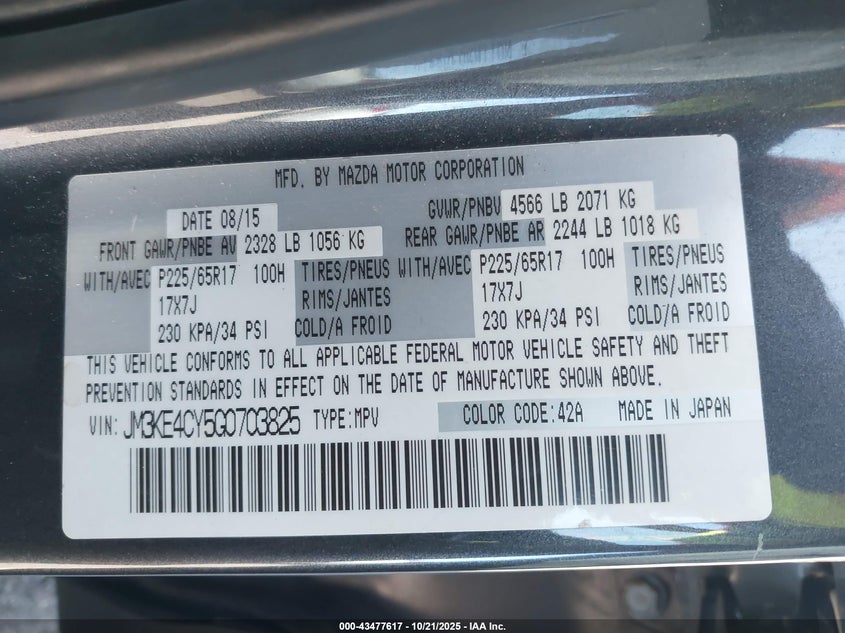 MFD. BY MAZDA MOTOR CORPORATION
DATE 08/15 GVWR/PNBV 4566 LB 2071 KG
FRONT GAWR/PNBE AV 2328 LB 1056 KG REAR GAWR/PNBE AR 2244 LB 1018 KG
WITH/AVEC P225/65R17 100H TIRES/PNEUS WITH/AVEC P225/65R17 100H TIRES/PNEUS
17X7J RIMS/JANTES 17X7J RIMS/JANTES
230 KPA/34 PSI COLD/A FROID 230 KPA/34 PSI COLD/A FROID
THIS VEHICLE CONFORMS TO ALL APPLICABLE FEDERAL MOTOR VEHICLE SAFETY AND THEFT
PREVENTION STANDARDS IN EFFECT ON THE DATE OF MANUFACTURE SHOWN ABOVE.
VIN: JM3KE4CY5G0703825 TYPE:MPV COLOR CODE:42A MADE IN JAPAN
000-43477617 - 10/21/2025 - IAA Inc.